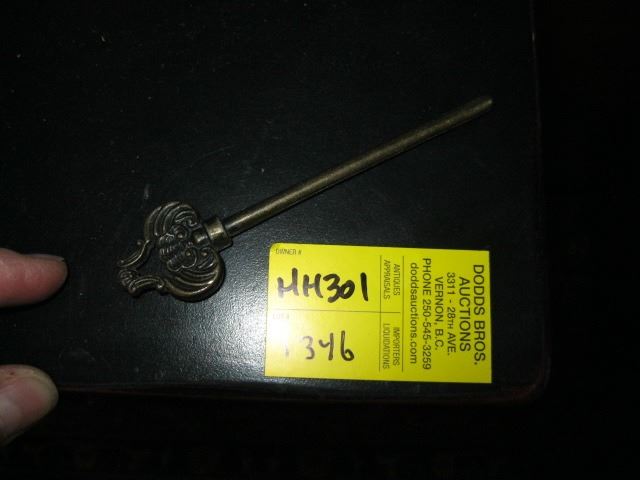 OWNER #
HH301
LOT #
1346
ANTIQUES
APPRAISALS
IMPORTERS
LIQUIDATIONS
DODDS BROS.
AUCTIONS
3311 - 28TH AVE.
VERNON, B.C.
PHONE 250-545-3259
doddsauctions.com